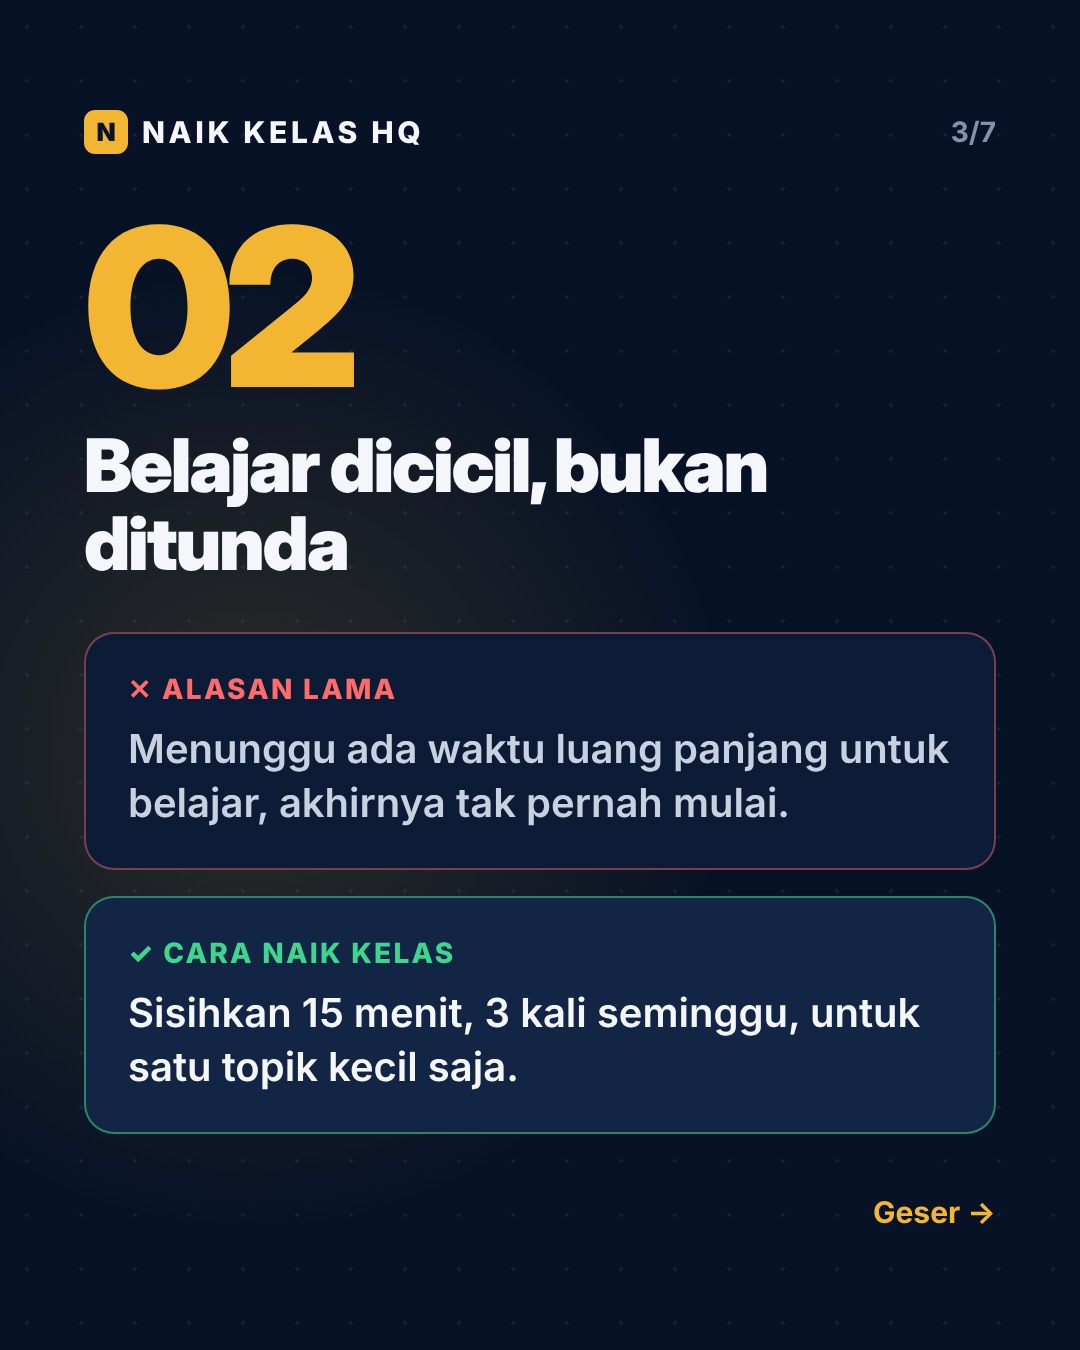 N NAIK KELAS HQ
3/7
02
Belajar dicicil, bukan
ditunda
✕ ALASAN LAMA
Menunggu ada waktu luang panjang untuk
belajar, akhirnya tak pernah mulai.
✓ CARA NAIK KELAS
Sisihkan 15 menit, 3 kali seminggu, untuk
satu topik kecil saja.
Geser →